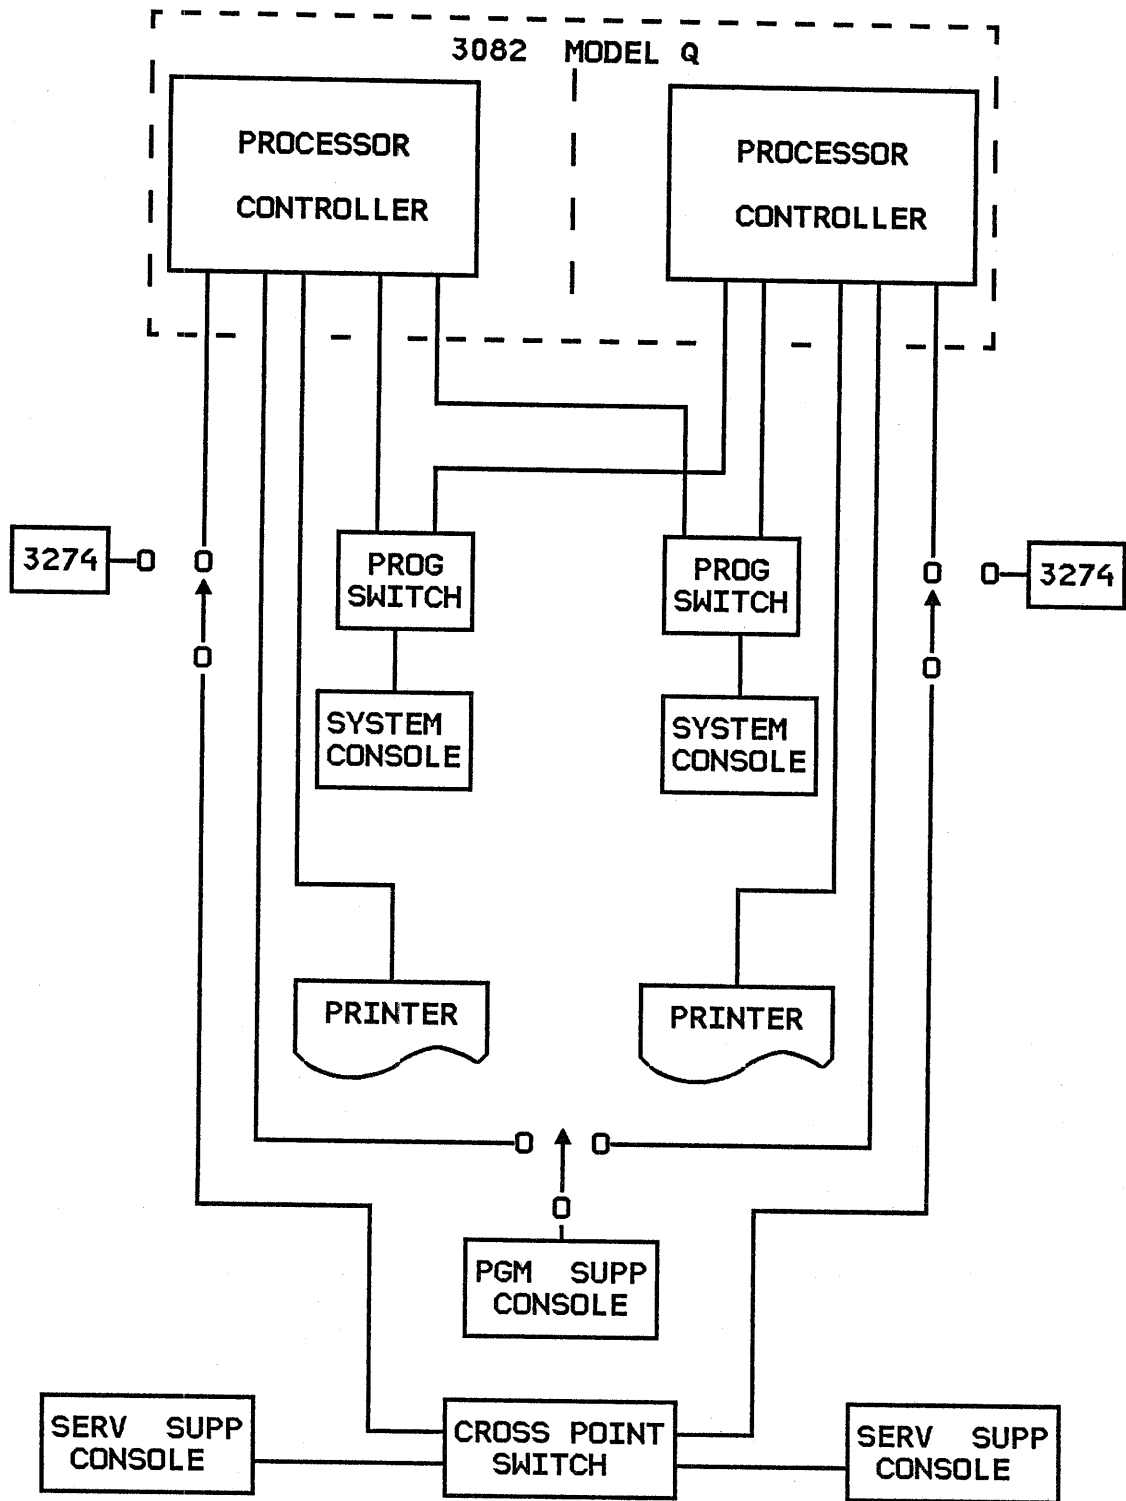 3082 MODEL Q
PROCESSOR
CONTROLLER
PROCESSOR
CONTROLLER
3274
PROG
SWITCH
PROG
SWITCH
3274
SYSTEM
CONSOLE
SYSTEM
CONSOLE
PRINTER
PRINTER
PGM SUPP
CONSOLE
SERV SUPP
CONSOLE
CROSS POINT
SWITCH
SERV SUPP
CONSOLE